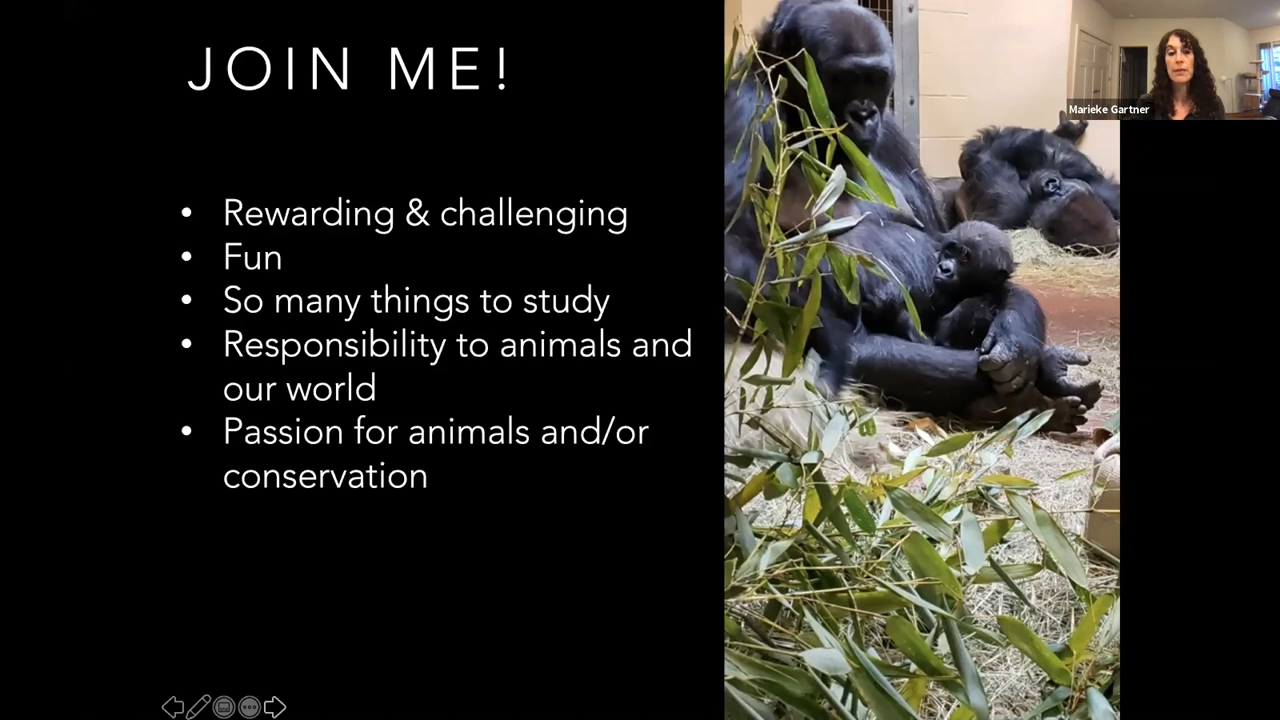 JOIN ME!
Marieke Gartner
• Rewarding & challenging
• Fun
• So many things to study
• Responsibility to animals and
our world
• Passion for animals and/or
conservation